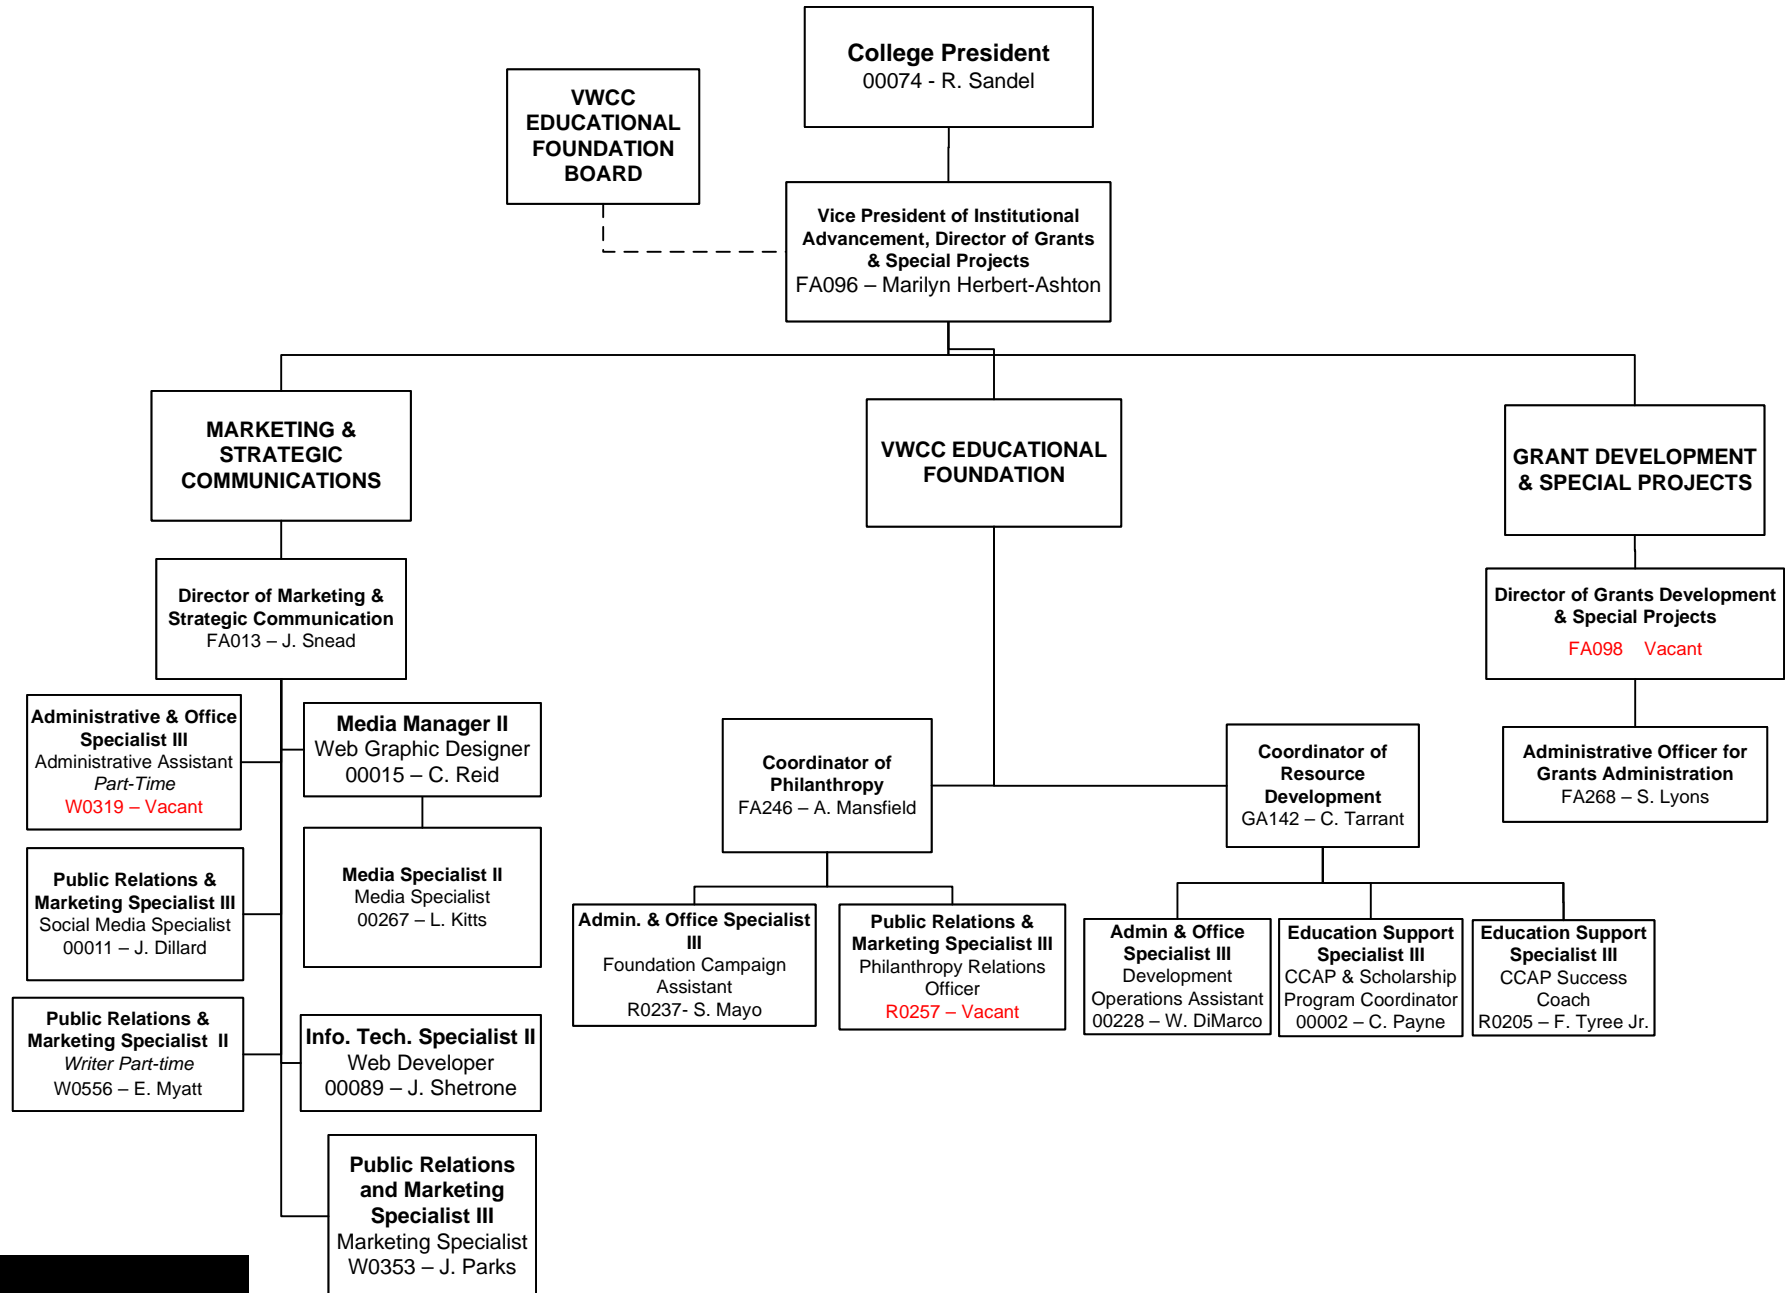 College President
00074 - R. Sandel
VWCC
EDUCATIONAL
FOUNDATION
BOARD
Vice President of Institutional
Advancement, Director of Grants
& Special Projects
FA096 – Marilyn Herbert-Ashton
MARKETING &
STRATEGIC
COMMUNICATIONS
VWCC EDUCATIONAL
FOUNDATION
GRANT DEVELOPMENT
& SPECIAL PROJECTS
Director of Marketing &
Strategic Communication
FA013 – J. Snead
Director of Grants Development
& Special Projects
FA098 Vacant
Administrative & Office
Specialist III
Administrative Assistant
Part-Time
W0319 – Vacant
Media Manager II
Web Graphic Designer
00015 – C. Reid
Coordinator of
Philanthropy
FA246 – A. Mansfield
Coordinator of
Resource
Development
GA142 – C. Tarrant
Administrative Officer for
Grants Administration
FA268 – S. Lyons
Public Relations &
Marketing Specialist III
Social Media Specialist
00011 – J. Dillard
Media Specialist II
Media Specialist
00267 – L. Kitts
Admin. & Office Specialist
III
Foundation Campaign
Assistant
R0237- S. Mayo
Public Relations &
Marketing Specialist III
Philanthropy Relations
Officer
R0257 – Vacant
Admin & Office
Specialist III
Development
Operations Assistant
00228 – W. DiMarco
Education Support
Specialist III
CCAP & Scholarship
Program Coordinator
00002 – C. Payne
Education Support
Specialist III
CCAP Success
Coach
R0205 – F. Tyree Jr.
Public Relations &
Marketing Specialist II
Writer Part-time
W0556 – E. Myatt
Info. Tech. Specialist II
Web Developer
00089 – J. Shetrone
Public Relations
and Marketing
Specialist III
Marketing Specialist
W0353 – J. Parks